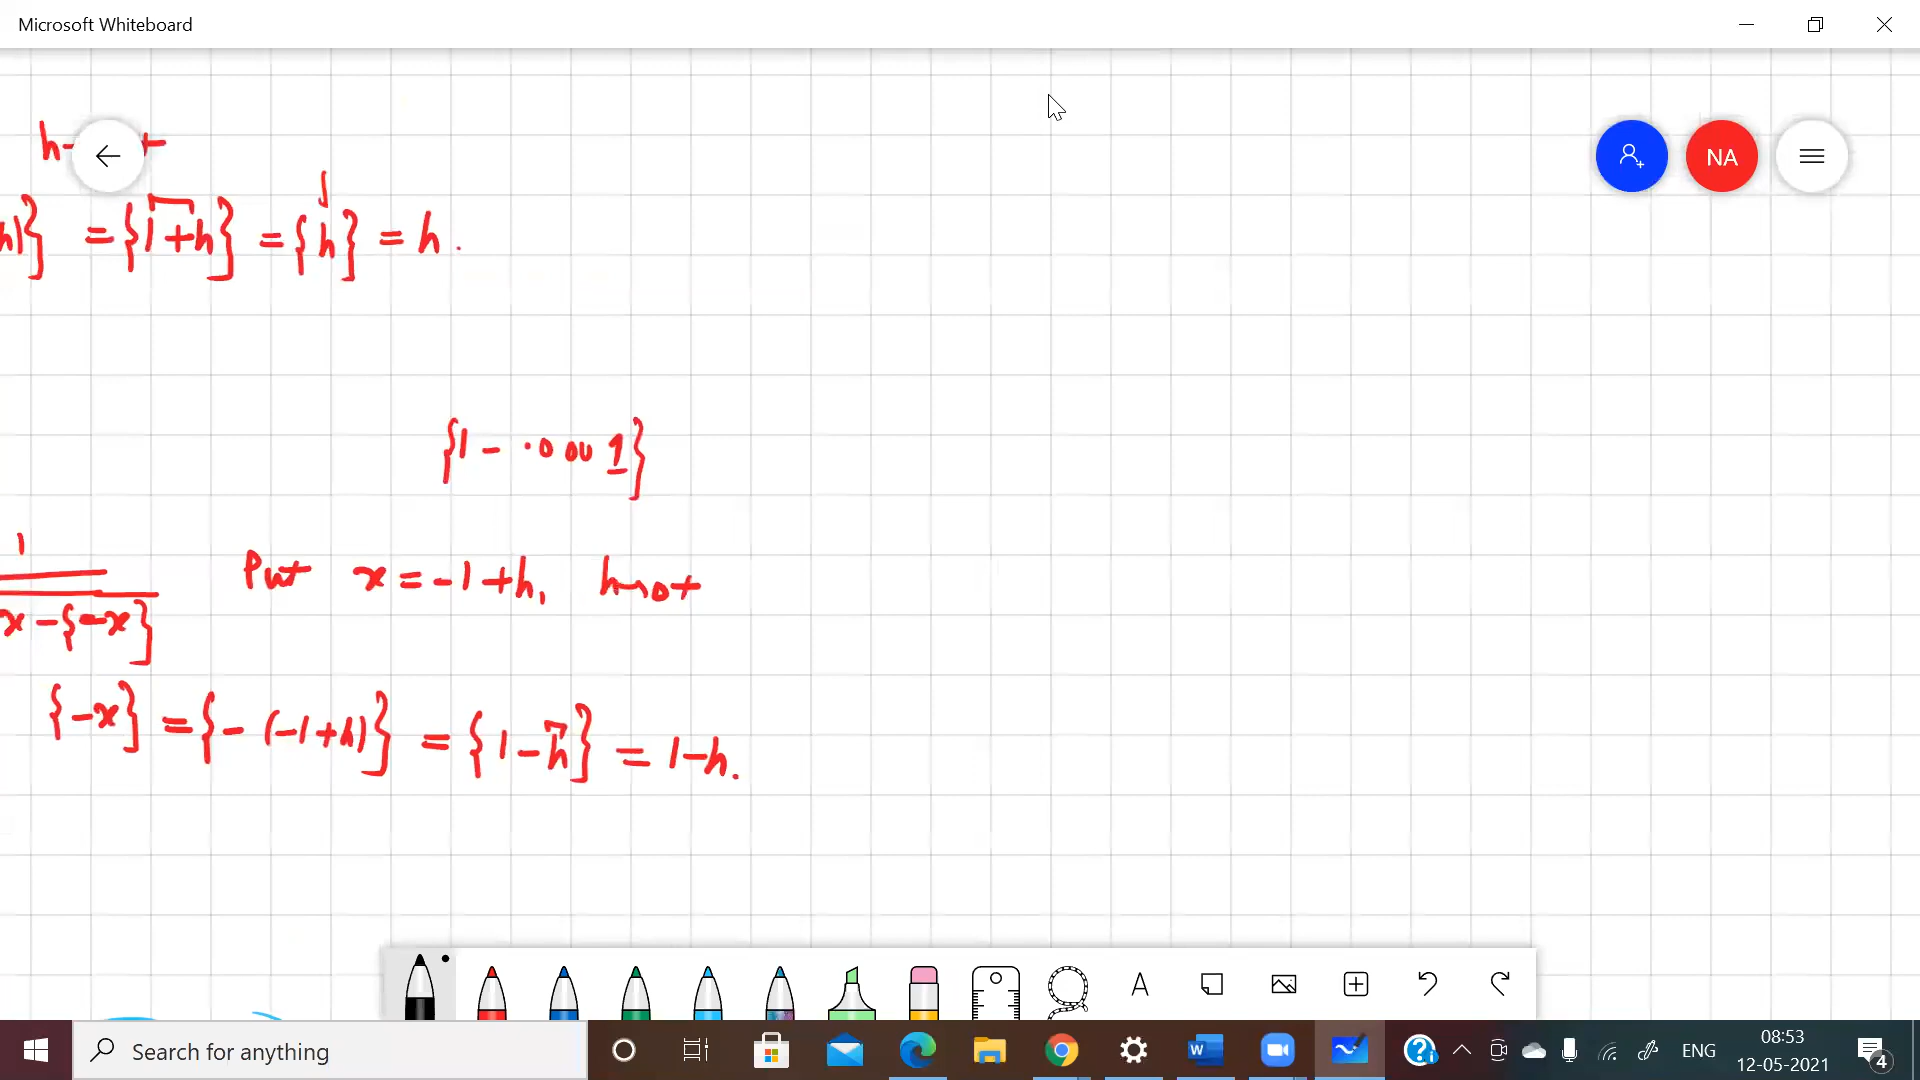 Microsoft Whiteboard
NA
h)} = {1+h} = {h} = h.
{1 - .0001}
1
x - {-x}
Put x = -1+h, h→0+
{-x} = {-(-1+h)} = {1-h} = 1-h.
A
Search for anything
ENG
08:53
12-05-2021
4